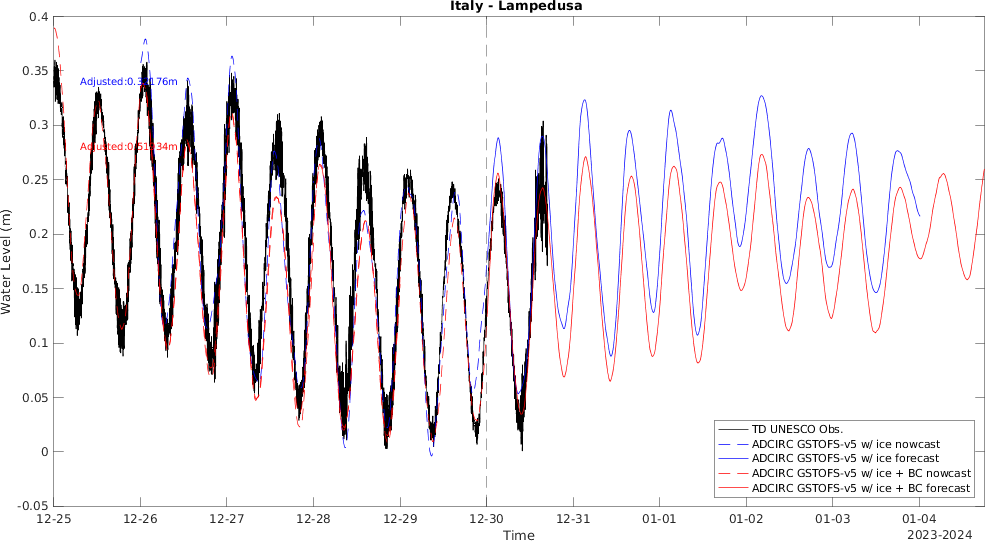 Italy - Lampedusa
0.4
0.35
0.3
0.25
0.2
0.15
0.1
0.05
0
-0.05
Water Level (m)
12-25
12-26
12-27
12-28
12-29
12-30
12-31
01-01
01-02
01-03
01-04
Time
2023-2024
TD UNESCO Obs.
ADCIRC GSTOFS-v5 w/ ice nowcast
ADCIRC GSTOFS-v5 w/ ice forecast
ADCIRC GSTOFS-v5 w/ ice + BC nowcast
ADCIRC GSTOFS-v5 w/ ice + BC forecast